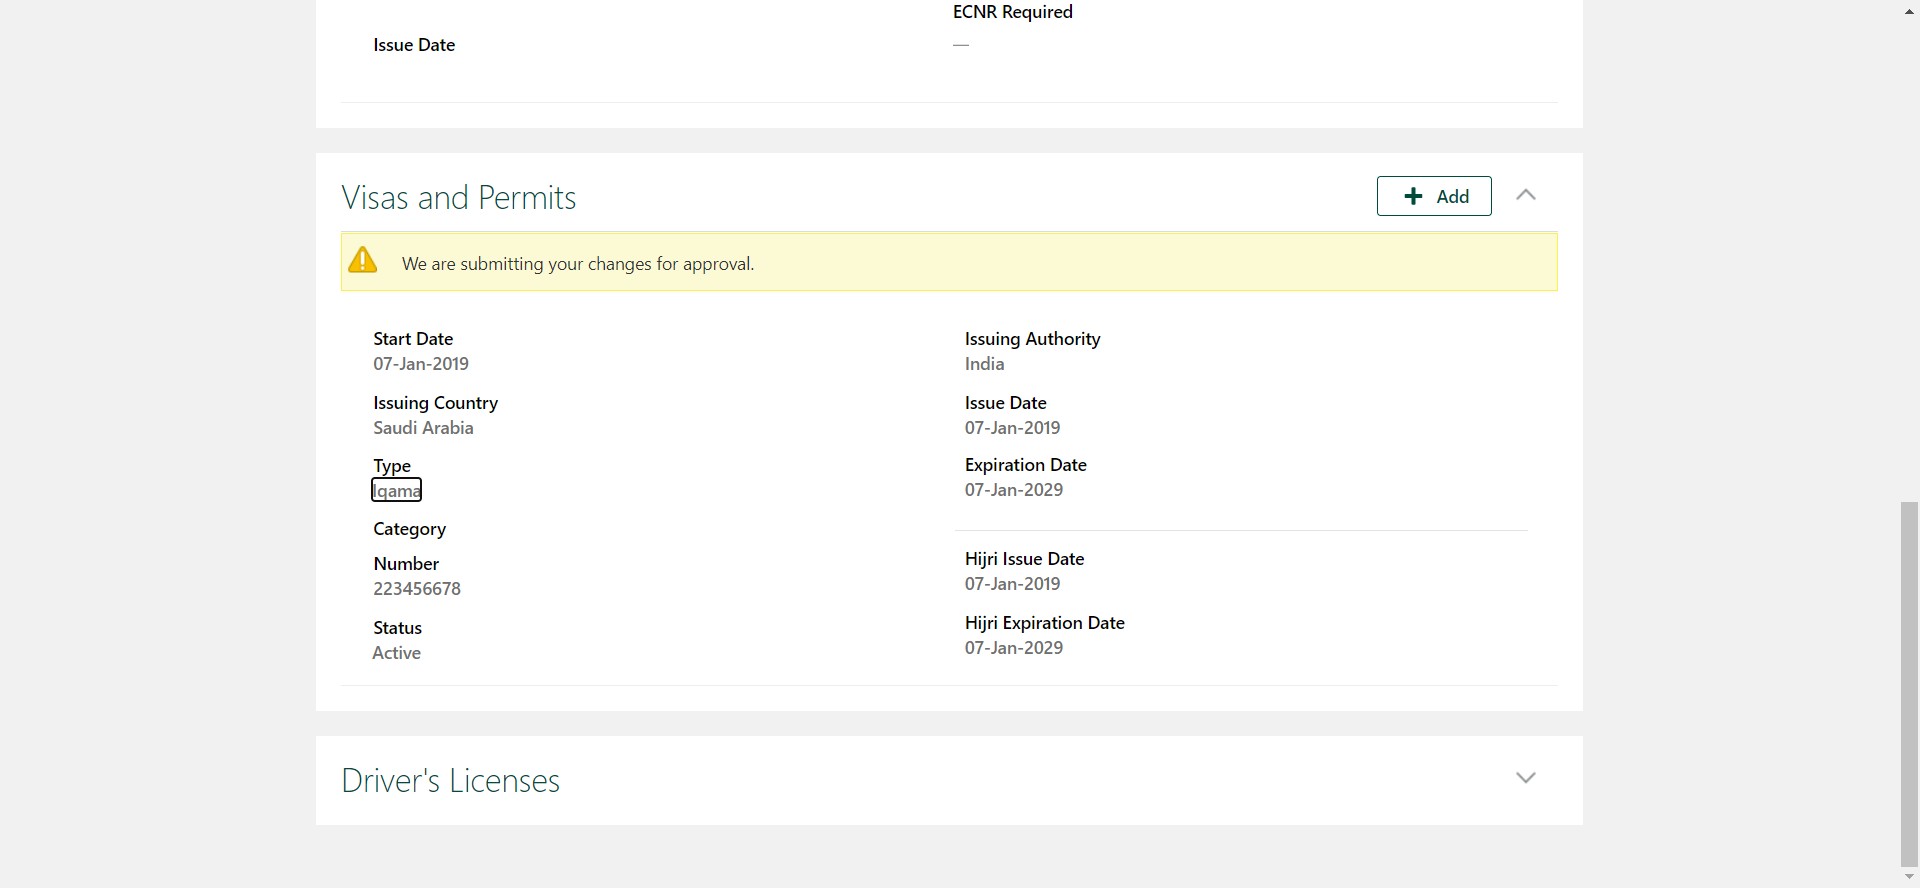 ECNR Required
Issue Date
—
Visas and Permits
Add
We are submitting your changes for approval.
Start Date
07-Jan-2019
Issuing Country
Saudi Arabia
Type
Iqama
Category
Number
223456678
Status
Active
Issuing Authority
India
Issue Date
07-Jan-2019
Expiration Date
07-Jan-2029
Hijri Issue Date
07-Jan-2019
Hijri Expiration Date
07-Jan-2029
Driver's Licenses